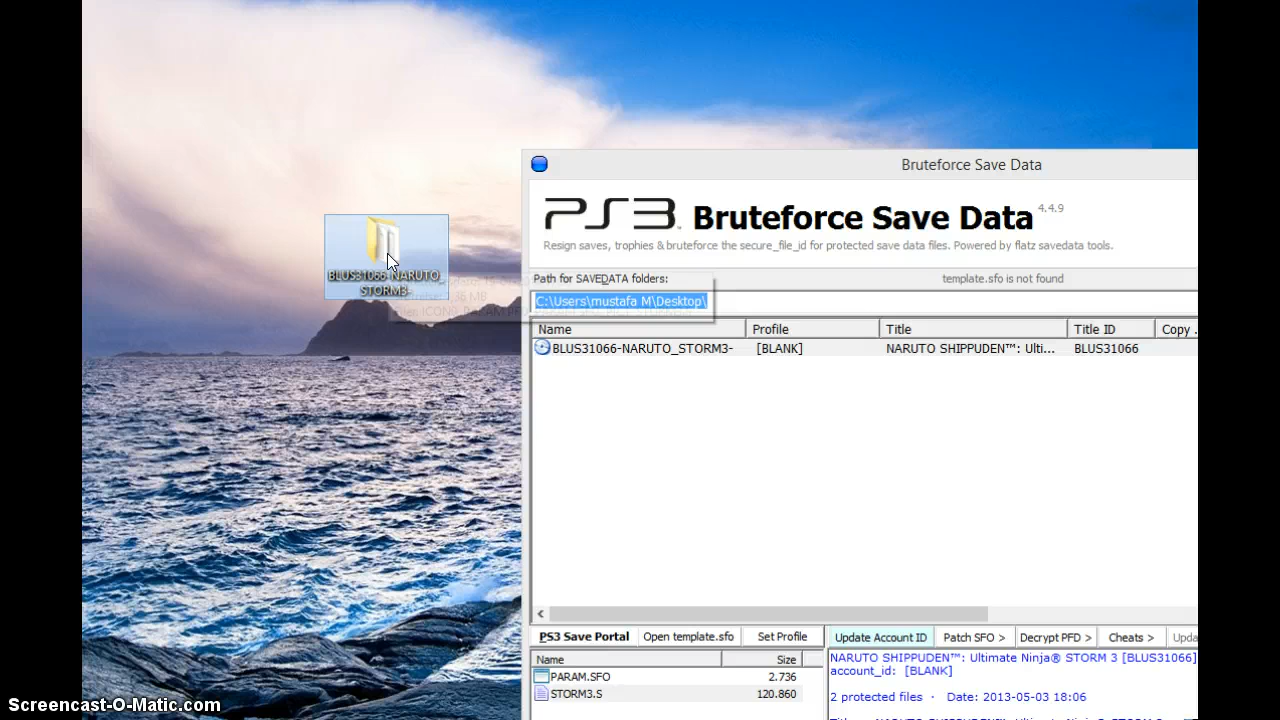 Bruteforce Save Data
PS3 Bruteforce Save Data 4.4.9
Resign saves, trophies & bruteforce the secure_file_id for protected save data files. Powered by flatz savedata tools.
BLUS31066-NARUTO_
STORM3-
Path for SAVEDATA folders:
template.sfo is not found
C:\Users\mustafa M\Desktop\
Name Profile Title Title ID Copy .
BLUS31066-NARUTO_STORM3- [BLANK] NARUTO SHIPPUDEN™: Ulti... BLUS31066
PS3 Save Portal Open template.sfo Set Profile Update Account ID Patch SFO > Decrypt PFD > Cheats > Upda
Name Size
PARAM.SFO 2.736
STORM3.S 120.860
NARUTO SHIPPUDEN™: Ultimate Ninja® STORM 3 [BLUS31066]
account_id: [BLANK]
2 protected files · Date: 2013-05-03 18:06
Screencast-O-Matic.com